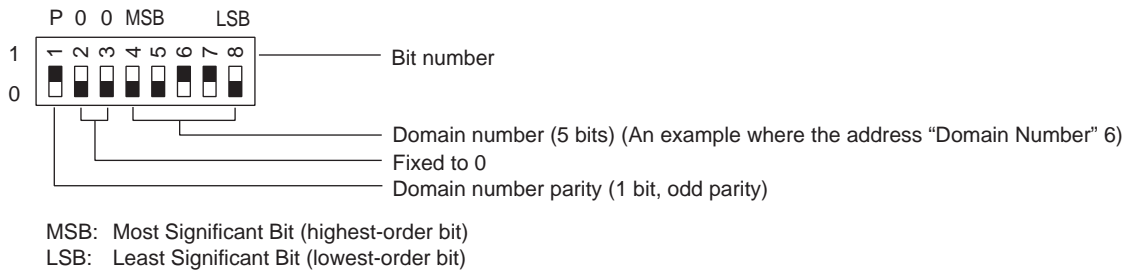 P 0 0 MSB LSB
1 1 2 3 4 5 6 7 8 Bit number
0
Domain number (5 bits) (An example where the address “Domain Number” 6)
Fixed to 0
Domain number parity (1 bit, odd parity)
MSB: Most Significant Bit (highest-order bit)
LSB: Least Significant Bit (lowest-order bit)